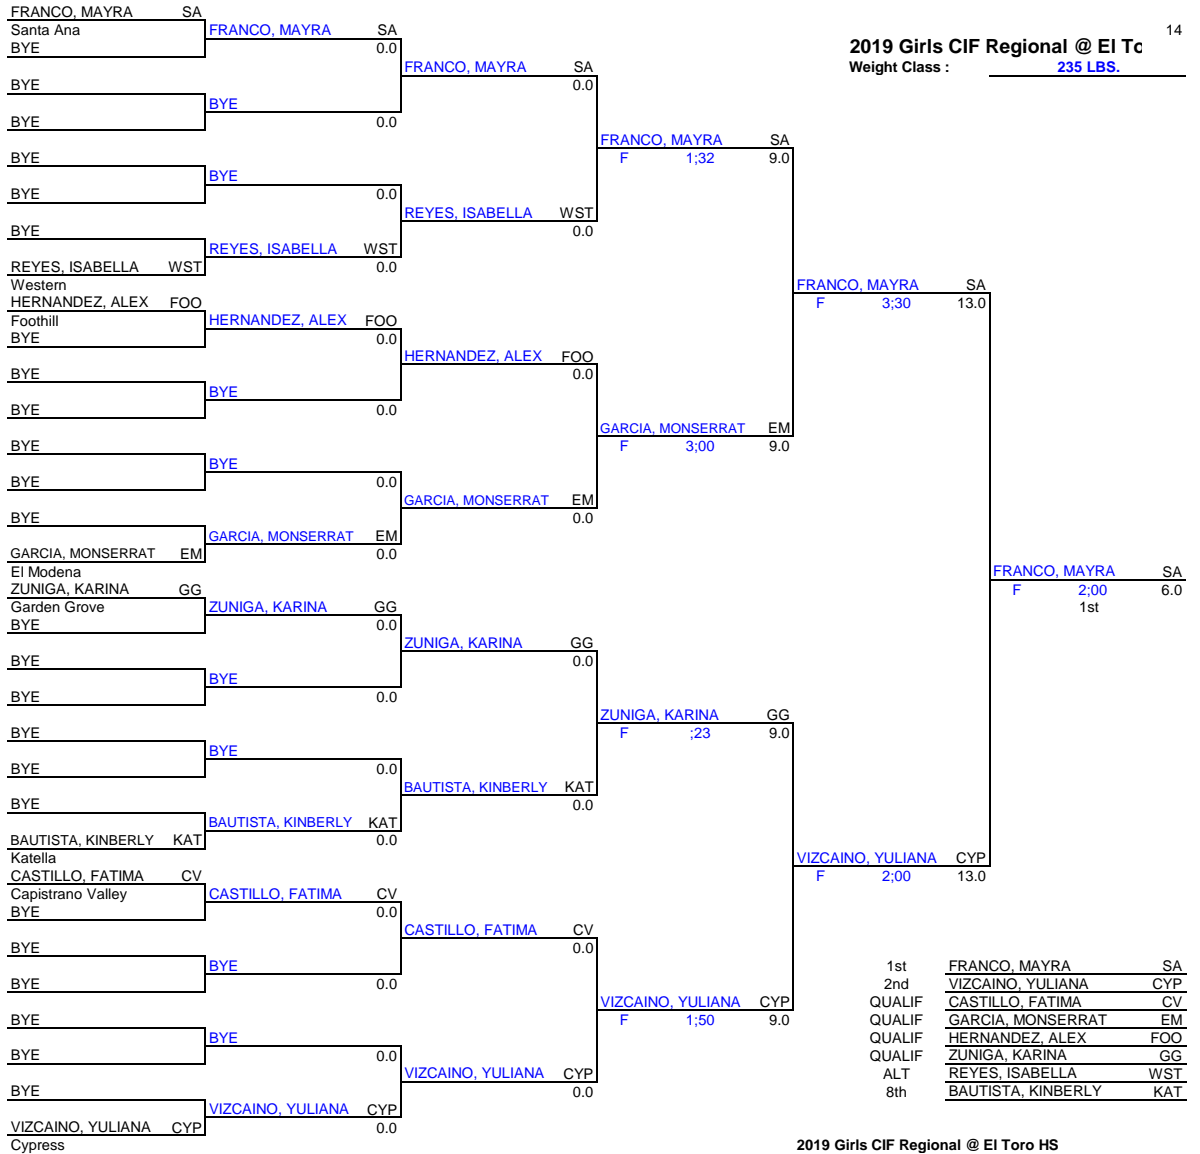 FRANCO, MAYRA SA
Santa Ana FRANCO, MAYRA SA 14
BYE 0.0 2019 Girls CIF Regional @ El To
FRANCO, MAYRA SA Weight Class : 235 LBS.
BYE 0.0
BYE
BYE 0.0
FRANCO, MAYRA SA
BYE F 1;32 9.0
BYE
BYE 0.0
REYES, ISABELLA WST
BYE 0.0
REYES, ISABELLA WST
REYES, ISABELLA WST 0.0
Western FRANCO, MAYRA SA
HERNANDEZ, ALEX FOO F 3;30 13.0
Foothill HERNANDEZ, ALEX FOO
BYE 0.0
HERNANDEZ, ALEX FOO
BYE 0.0
BYE
BYE 0.0
GARCIA, MONSERRAT EM
BYE F 3;00 9.0
BYE
BYE 0.0
GARCIA, MONSERRAT EM
BYE 0.0
GARCIA, MONSERRAT EM
GARCIA, MONSERRAT EM 0.0
El Modena FRANCO, MAYRA SA
ZUNIGA, KARINA GG F 2;00 6.0
Garden Grove ZUNIGA, KARINA GG 1st
BYE 0.0
ZUNIGA, KARINA GG
BYE 0.0
BYE
BYE 0.0
ZUNIGA, KARINA GG
BYE F ;23 9.0
BYE
BYE 0.0
BAUTISTA, KINBERLY KAT
BYE 0.0
BAUTISTA, KINBERLY KAT
BAUTISTA, KINBERLY KAT 0.0
Katella VIZCAINO, YULIANA CYP
CASTILLO, FATIMA CV F 2;00 13.0
Capistrano Valley CASTILLO, FATIMA CV
BYE 0.0
CASTILLO, FATIMA CV
BYE 0.0
BYE 1st FRANCO, MAYRA SA
BYE 0.0 2nd VIZCAINO, YULIANA CYP
VIZCAINO, YULIANA CYP QUALIF CASTILLO, FATIMA CV
BYE F 1;50 9.0 QUALIF GARCIA, MONSERRAT EM
BYE QUALIF HERNANDEZ, ALEX FOO
BYE 0.0 QUALIF ZUNIGA, KARINA GG
VIZCAINO, YULIANA CYP ALT REYES, ISABELLA WST
BYE 0.0 8th BAUTISTA, KINBERLY KAT
VIZCAINO, YULIANA CYP
VIZCAINO, YULIANA CYP 0.0
Cypress 2019 Girls CIF Regional @ El Toro HS